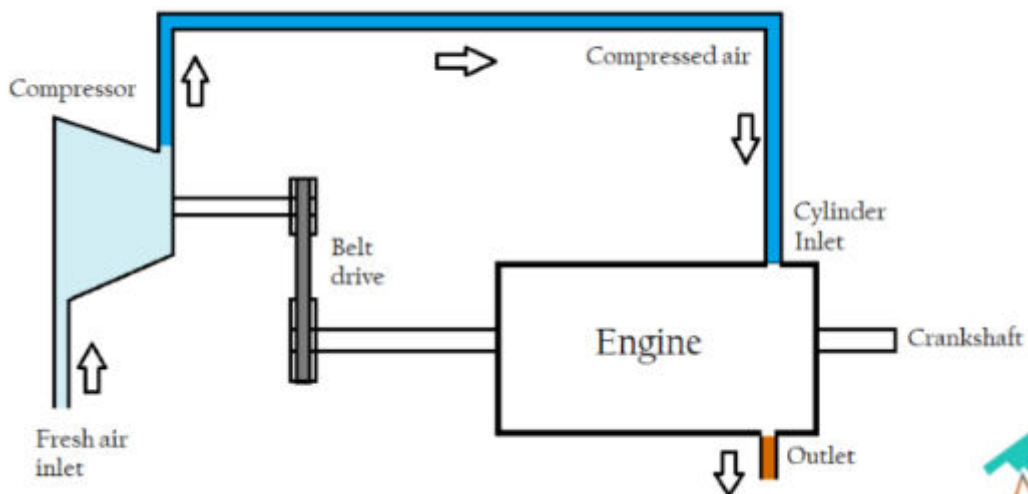 Compressor
Compressed air
Cylinder
Inlet
Belt
drive
Engine
Crankshaft
Fresh air
inlet
Outlet